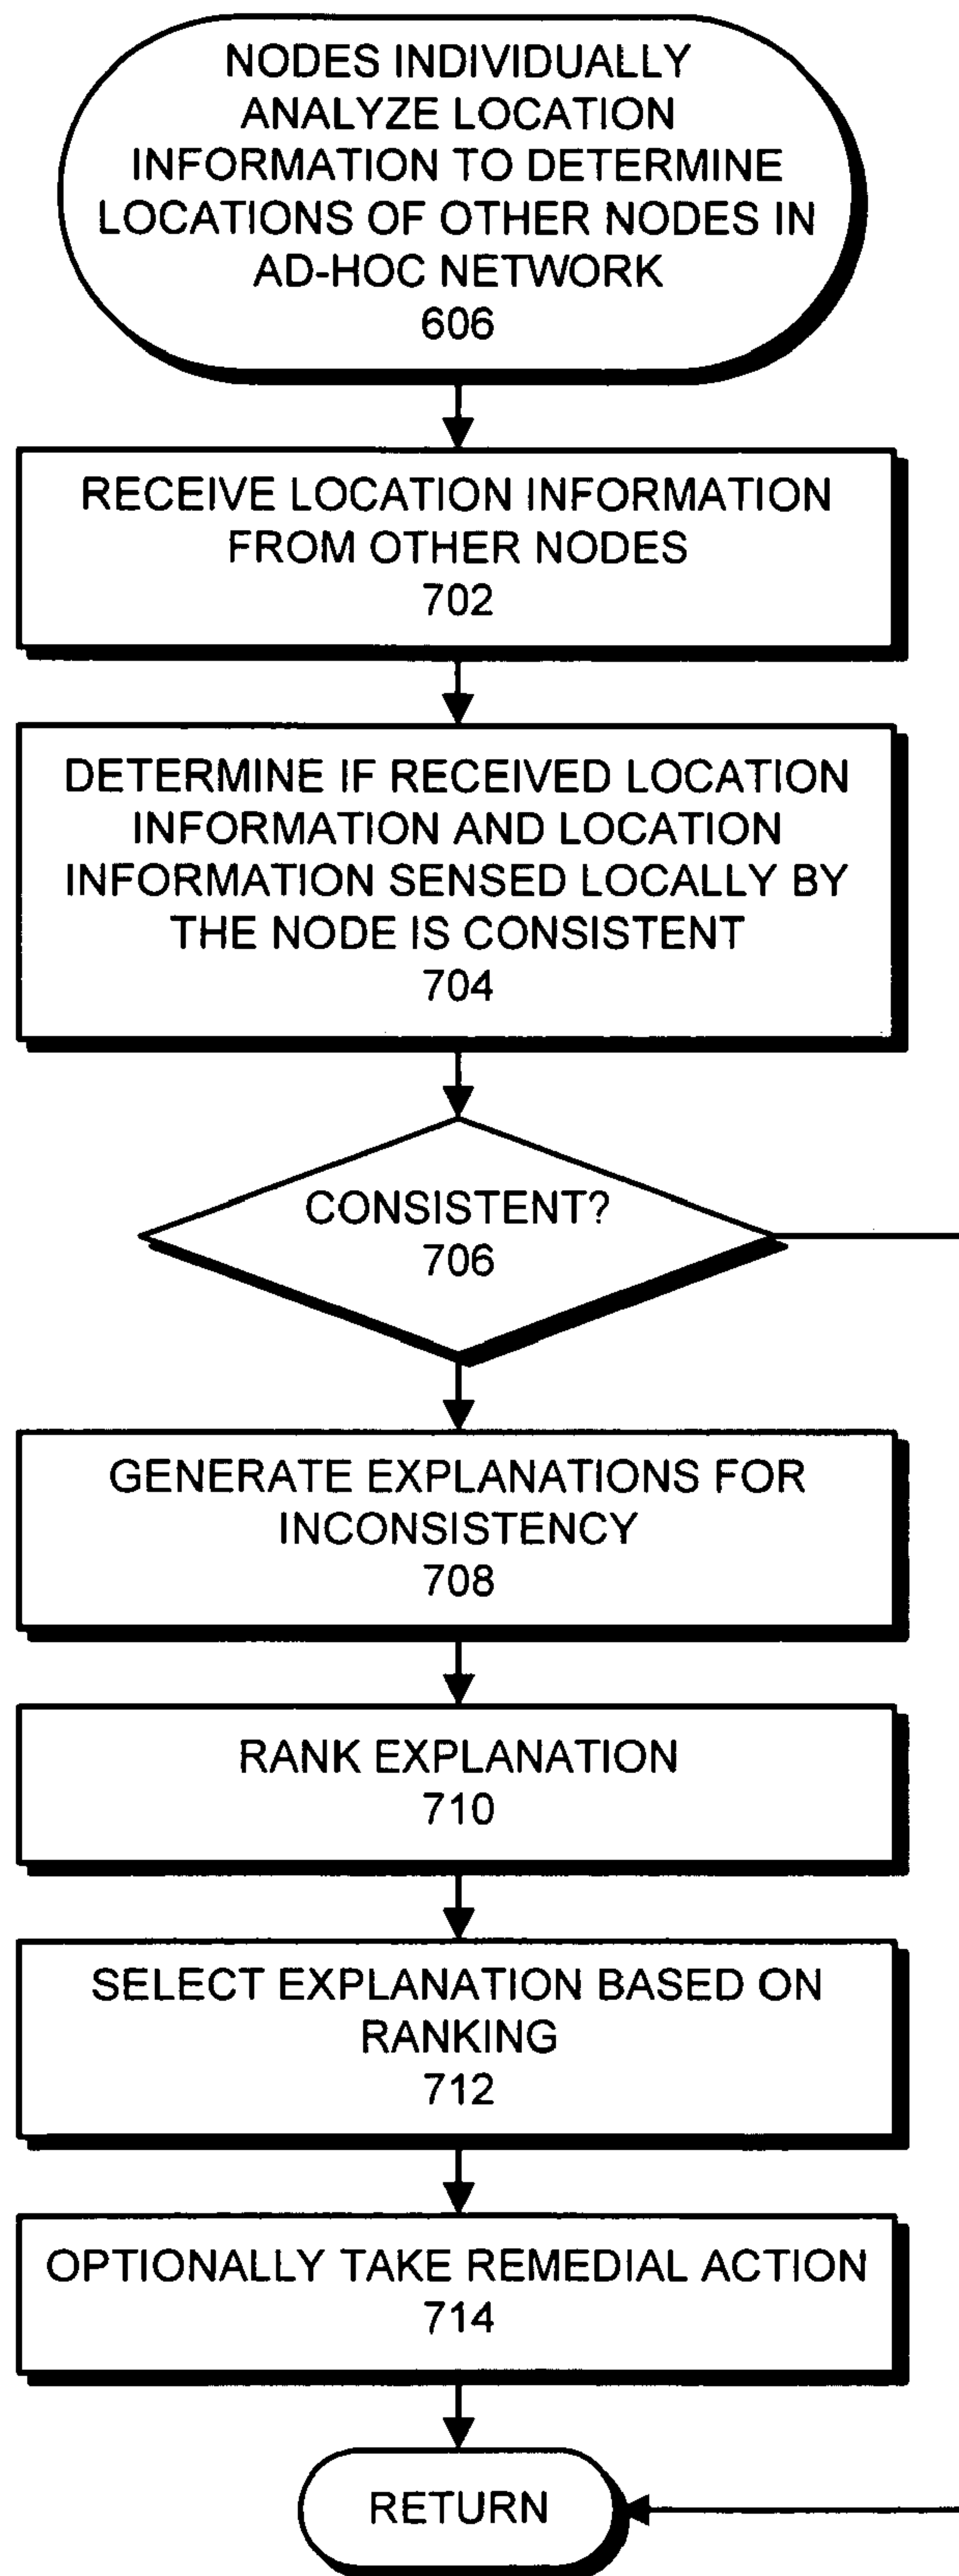 NODES INDIVIDUALLY
ANALYZE LOCATION
INFORMATION TO DETERMINE
LOCATIONS OF OTHER NODES IN
AD-HOC NETWORK
606
RECEIVE LOCATION INFORMATION
FROM OTHER NODES
702
DETERMINE IF RECEIVED LOCATION
INFORMATION AND LOCATION
INFORMATION SENSED LOCALLY BY
THE NODE IS CONSISTENT
704
CONSISTENT?
706
GENERATE EXPLANATIONS FOR
INCONSISTENCY
708
RANK EXPLANATION
710
SELECT EXPLANATION BASED ON
RANKING
712
OPTIONALLY TAKE REMEDIAL ACTION
714
RETURN